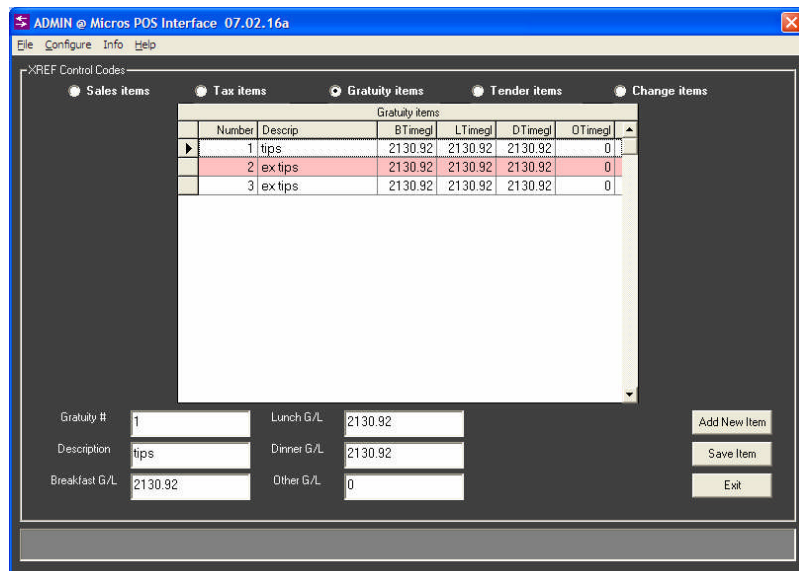 ADMIN @ Micros POS Interface 07.02.16a
File Configure Info Help
XREF Control Codes
Sales items Tax items Gratuity items Tender items Change items
Gratuity items
Number Descrip BTimegl LTimegl DTimegl OTimegl
1 tips 2130.92 2130.92 2130.92 0
2 ex tips 2130.92 2130.92 2130.92 0
3 ex tips 2130.92 2130.92 2130.92 0
Gratuity # 1 Lunch G/L 2130.92 Add New Item
Description tips Dinner G/L 2130.92 Save Item
Breakfast G/L 2130.92 Other G/L 0 Exit